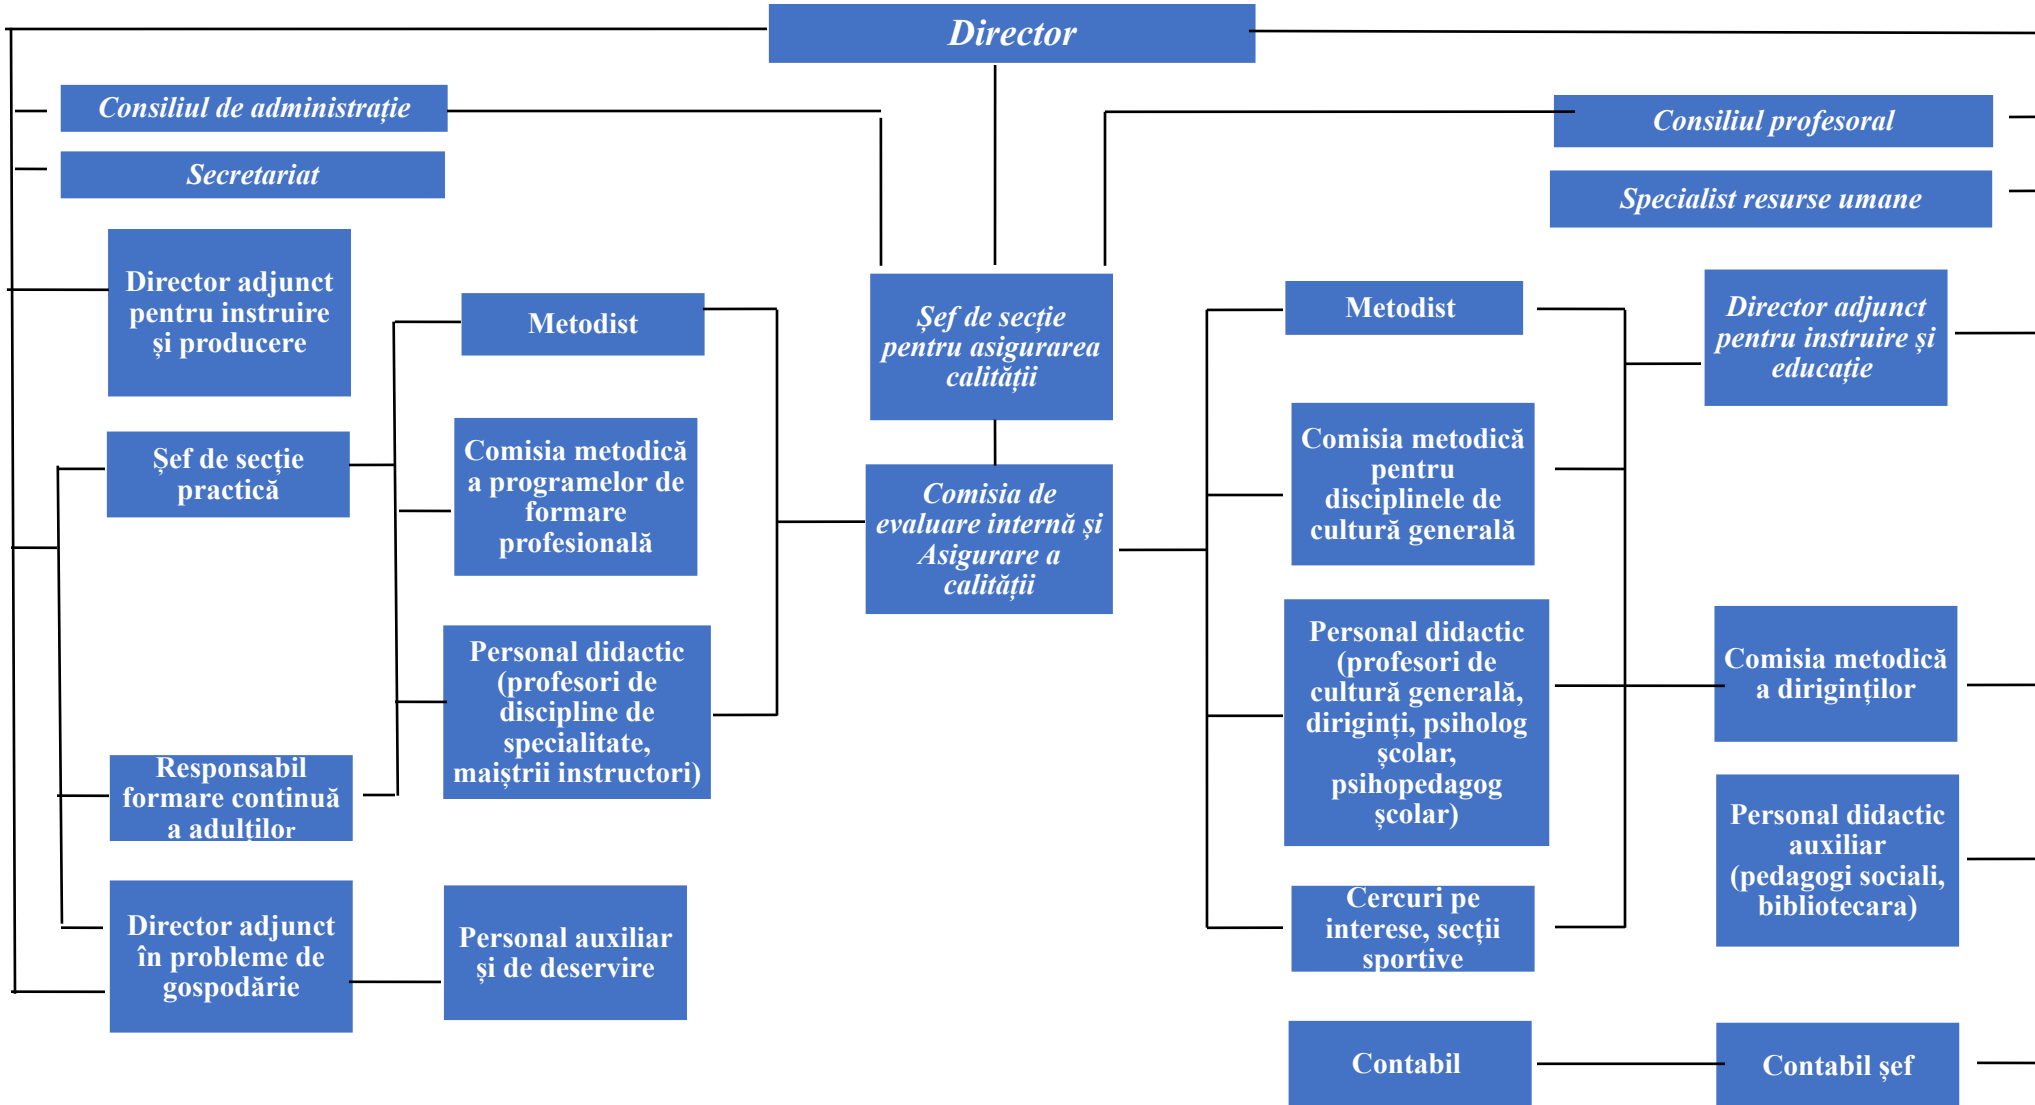 Director
Consiliul de administrație
Consiliul profesoral
Secretariat
Specialist resurse umane
Director adjunct
pentru instruire
și producere
Metodist
Șef de secție
pentru asigurarea
calității
Metodist
Director adjunct
pentru instruire și
educație
Șef de secție
practică
Comisia metodică
a programelor de
formare
profesională
Comisia de
evaluare internă și
Asigurare a
calității
Comisia metodică
pentru
disciplinele de
cultură generală
Personal didactic
(profesori de
discipline de
specialitate,
maiștrii instructori)
Personal didactic
(profesori de
cultură generală,
diriginți, psiholog
școlar,
psihopedagog
școlar)
Comisia metodică
a diriginților
Responsabil
formare continuă
a adulților
Personal didactic
auxiliar
(pedagogi sociali,
bibliotecara)
Director adjunct
în probleme de
gospodărie
Personal auxiliar
și de deservire
Cercuri pe
interese, secții
sportive
Contabil
Contabil șef